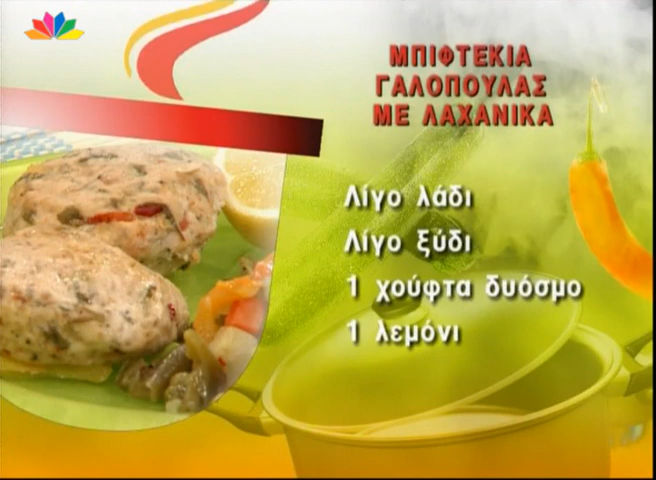 ΜΠΙΦΤΕΚΙΑ
ΓΑΛΟΠΟΥΛΑΣ
ΜΕ ΛΑΧΑΝΙΚΑ
Λίγο λάδι
Λίγο ξύδι
1 χούφτα δυόσμο
1 λεμόνι